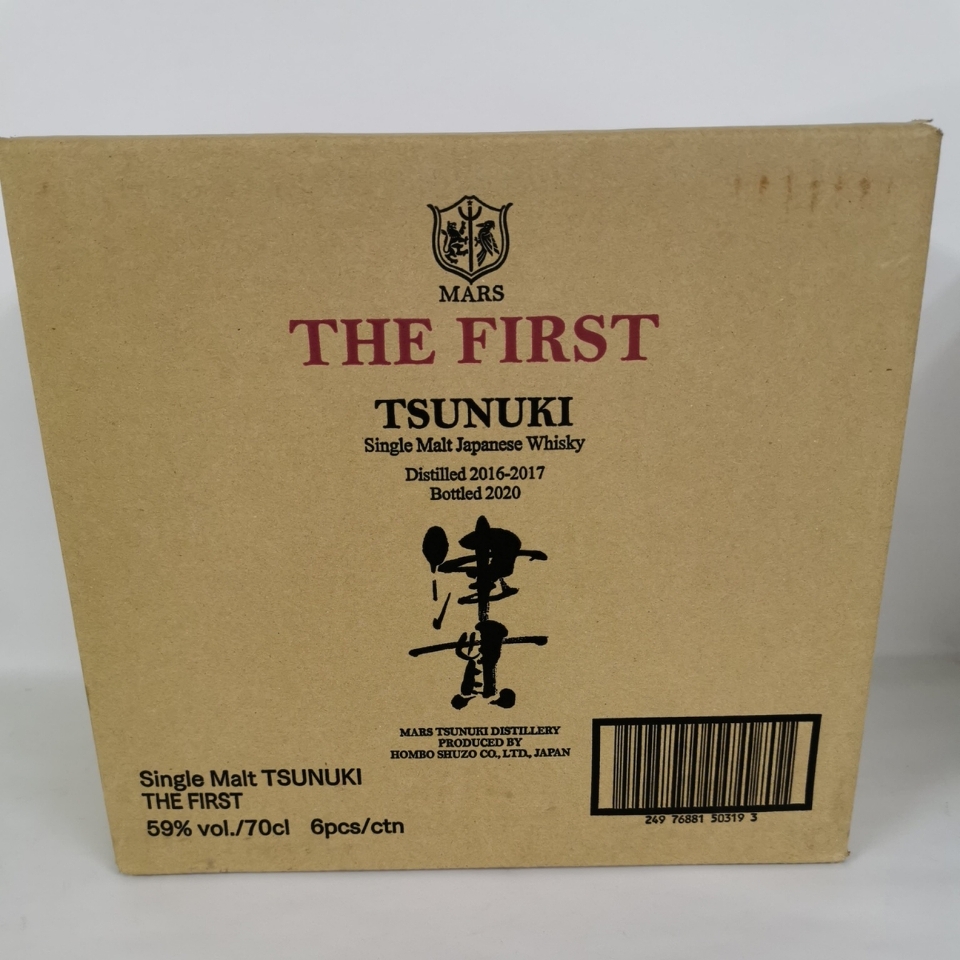 MARS
THE FIRST
TSUNUKI
Single Malt Japanese Whisky
Distilled 2016-2017
Bottled 2020
津
貫
MARS TSUNUKI DISTILLERY
PRODUCED BY
HOMBO SHUZO CO., LTD., JAPAN
Single Malt TSUNUKI
THE FIRST
59% vol./70cl 6pcs/ctn
249 76881 50319 3